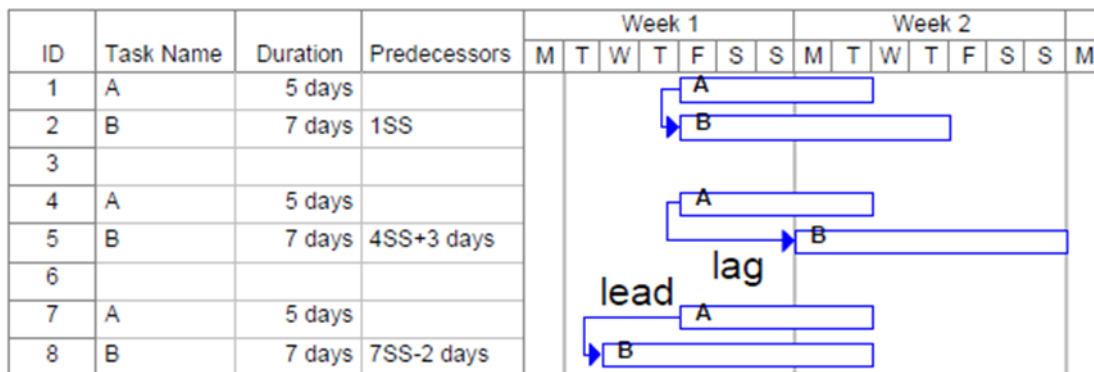 Week 1 Week 2
ID Task Name Duration Predecessors M T W T F S S M T W T F S S M
1 A 5 days A
2 B 7 days 1SS B
3
4 A 5 days A
5 B 7 days 4SS+3 days B
lag
6
lead
7 A 5 days A
8 B 7 days 7SS-2 days B